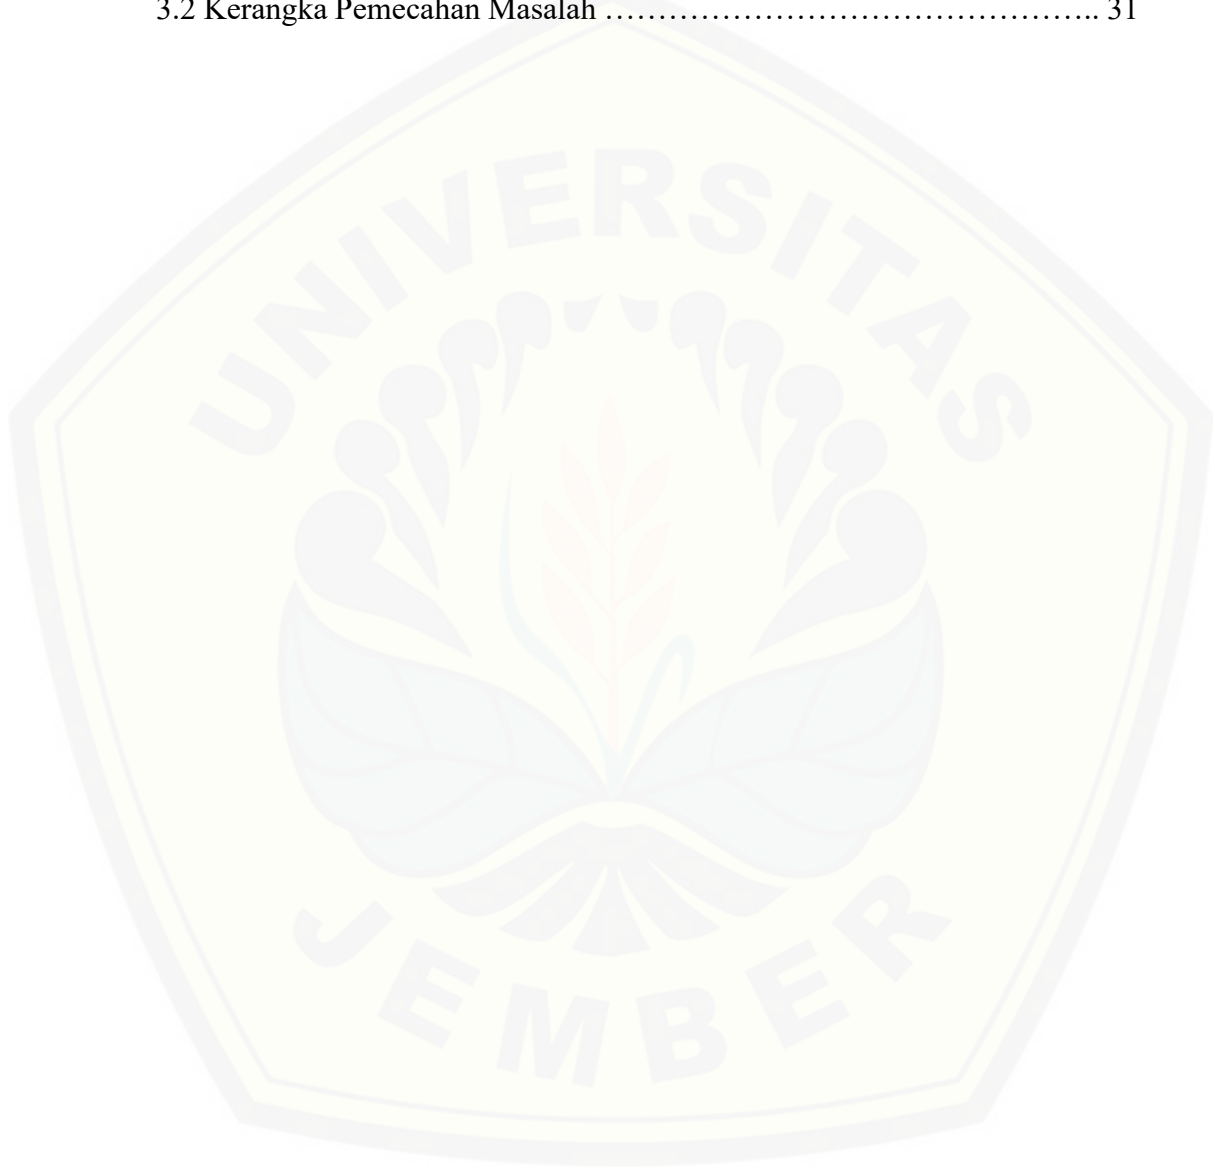 3.2 Kerangka Pemecahan Masalah ……………………………………….. 31
UNIVERSITAS
JEMBER